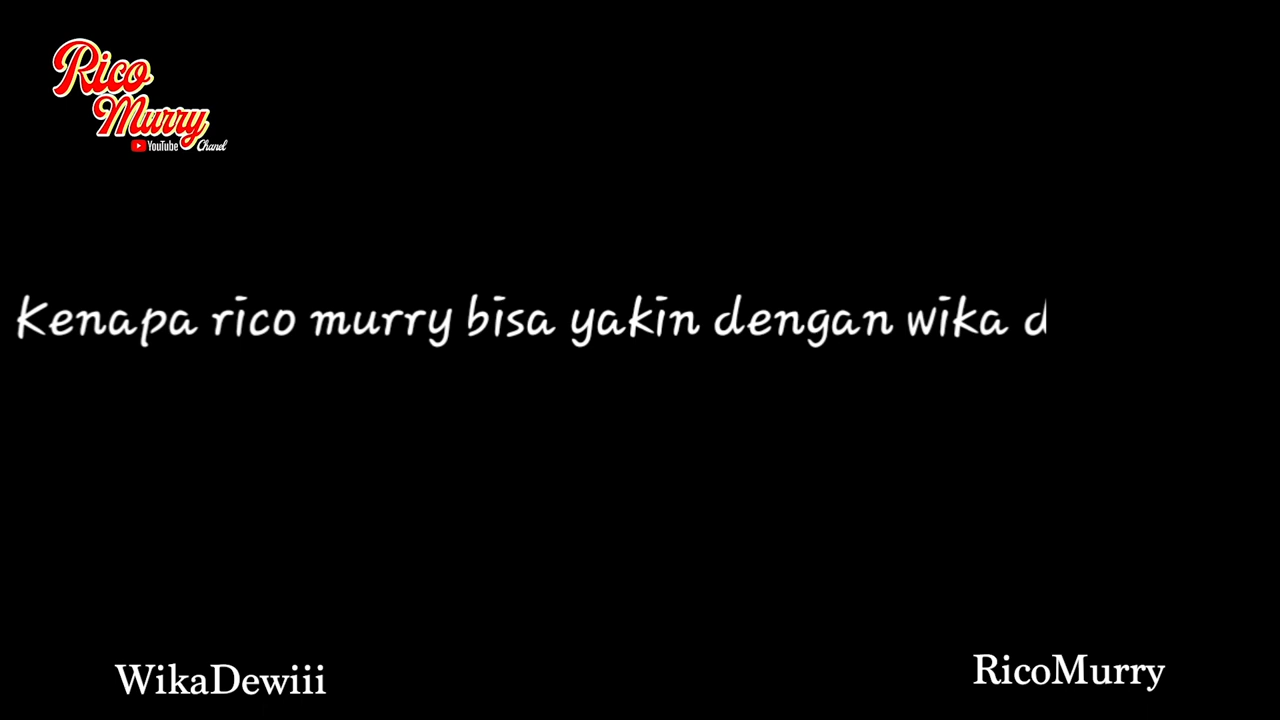 Rico
Murry
YouTube Chanel
Kenapa rico murry bisa yakin dengan wika d
WikaDewiii
RicoMurry